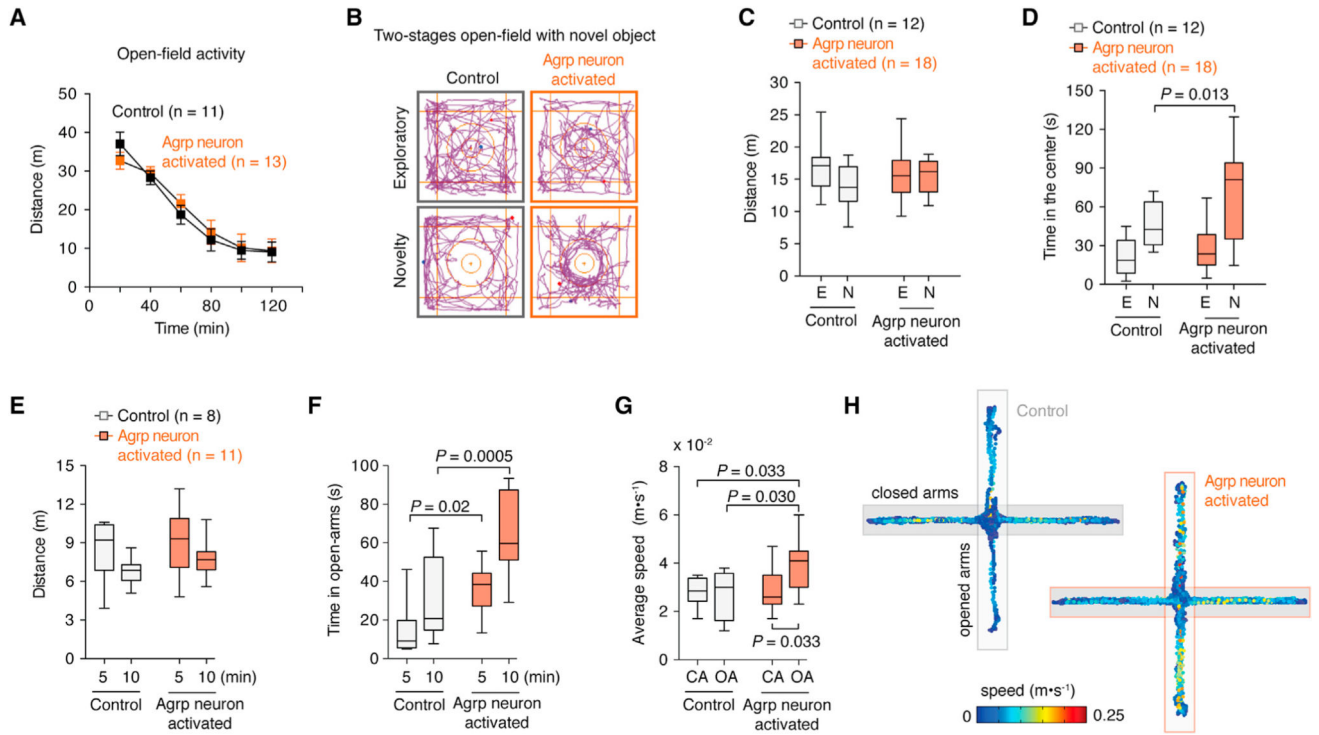 A
Open-field activity
Distance (m)
50
40
30
20
10
0
Control (n = 11)
Agrp neuron
activated (n = 13)
0 40 80 120
Time (min)
B
Two-stages open-field with novel object
Control
Agrp neuron
activated
Exploratory
Novelty
C
Control (n = 12)
Agrp neuron
activated (n = 18)
Distance (m)
30
25
20
15
10
5
0
E N E N
Control
Agrp neuron
activated
D
Control (n = 12)
Agrp neuron
activated (n = 18)
Time in the center (s)
150
120
90
60
30
0
P = 0.013
E N E N
Control
Agrp neuron
activated
E
Control (n = 8)
Agrp neuron
activated (n = 11)
Distance (m)
15
12
9
6
3
0
5 10 5 10 (min)
Control
Agrp neuron
activated
F
Time in open-arms (s)
100
80
60
40
20
0
P = 0.0005
P = 0.02
5 10 5 10 (min)
Control
Agrp neuron
activated
G
x 10⁻²
Average speed (m•s⁻¹)
8
6
4
2
0
P = 0.033
P = 0.030
P = 0.033
CA OA CA OA
Control
Agrp neuron
activated
H
Control
closed arms
opened arms
Agrp neuron
activated
speed (m•s⁻¹)
0 0.25